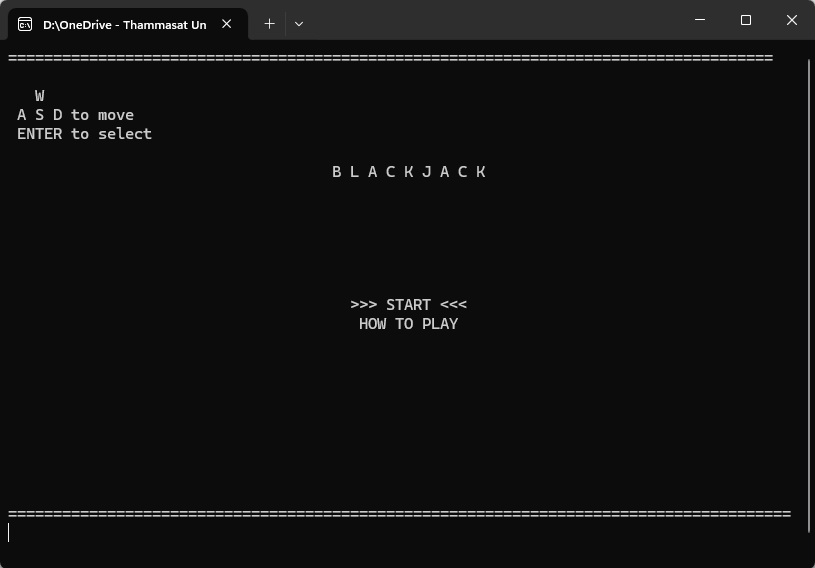 D:\OneDrive - Thammasat Un
=====================================================================================
W
A S D to move
ENTER to select
B L A C K J A C K
>>> START <<<
HOW TO PLAY
=======================================================================================